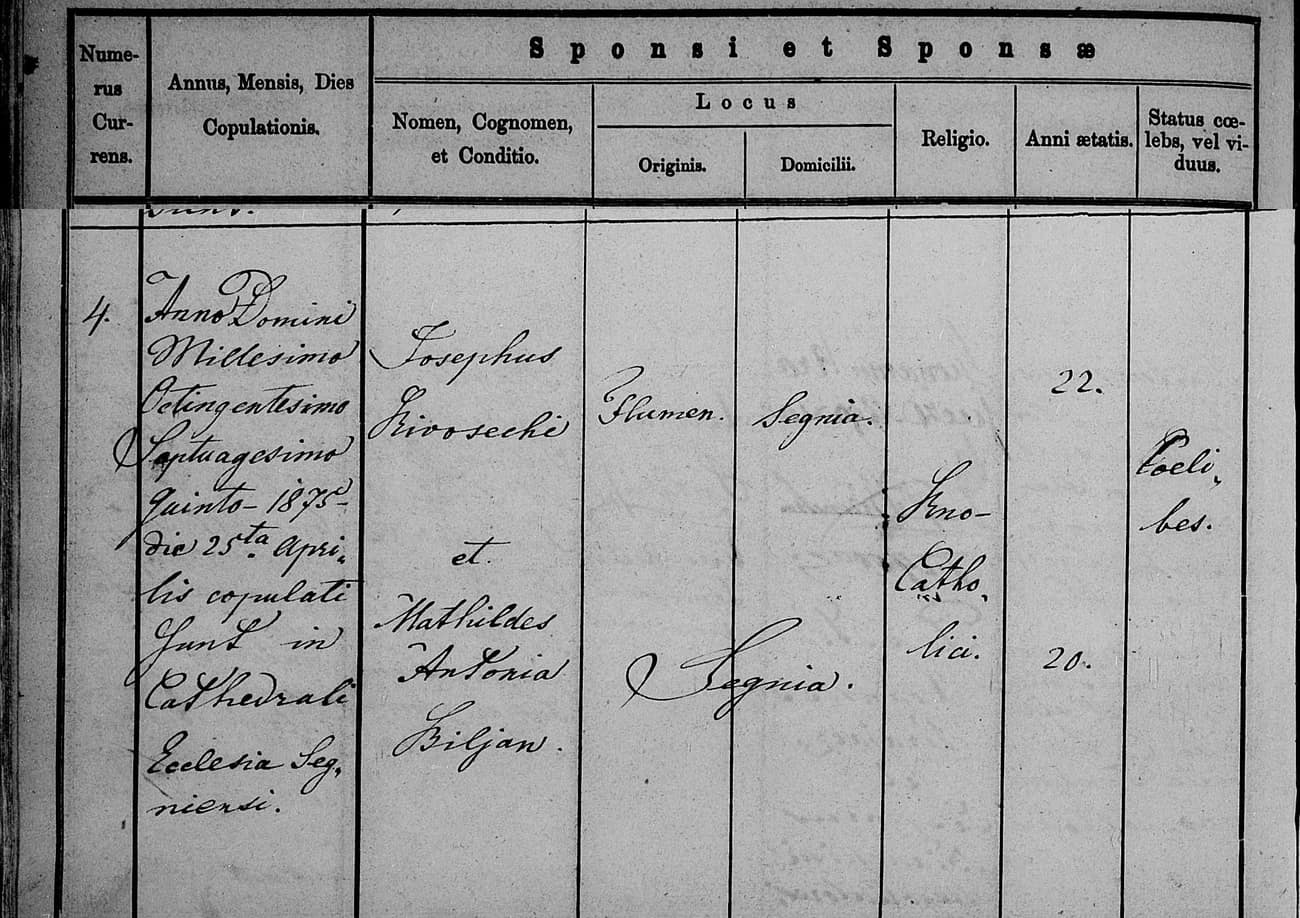 Nume-
rus
Cur-
rens.
Annus, Mensis, Dies
Copulationis.
Sponsi et Sponsæ
Nomen, Cognomen,
et Conditio.
Locus
Originis.
Domicilii.
Religio.
Anni ætatis.
Status cœ-
lebs, vel vi-
duus.
4.
Anno Domini
Millesimo
Octingentesimo
Septuagesimo
quinto - 1875 -
die 25ta Apri„
lis copulati
sunt in
Cathedrali
Ecclesia Seg„
niensi.
Josephus
Rivosechi
et
Mathildes
Antonia
Biljan.
Flumen.
Segnia.
Segnia.
Rno-
Catho„
lici.
22.
20.
Coeli„
bes.